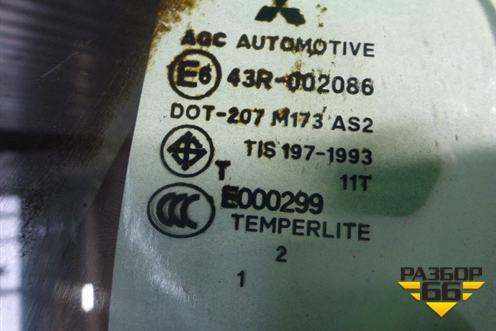 AGC AUTOMOTIVE
E6 43R-002086
DOT-207 M173 AS2
TIS 197-1993
T 11T
CCC E000299
TEMPERLITE
2
1
РАЗБОР
66